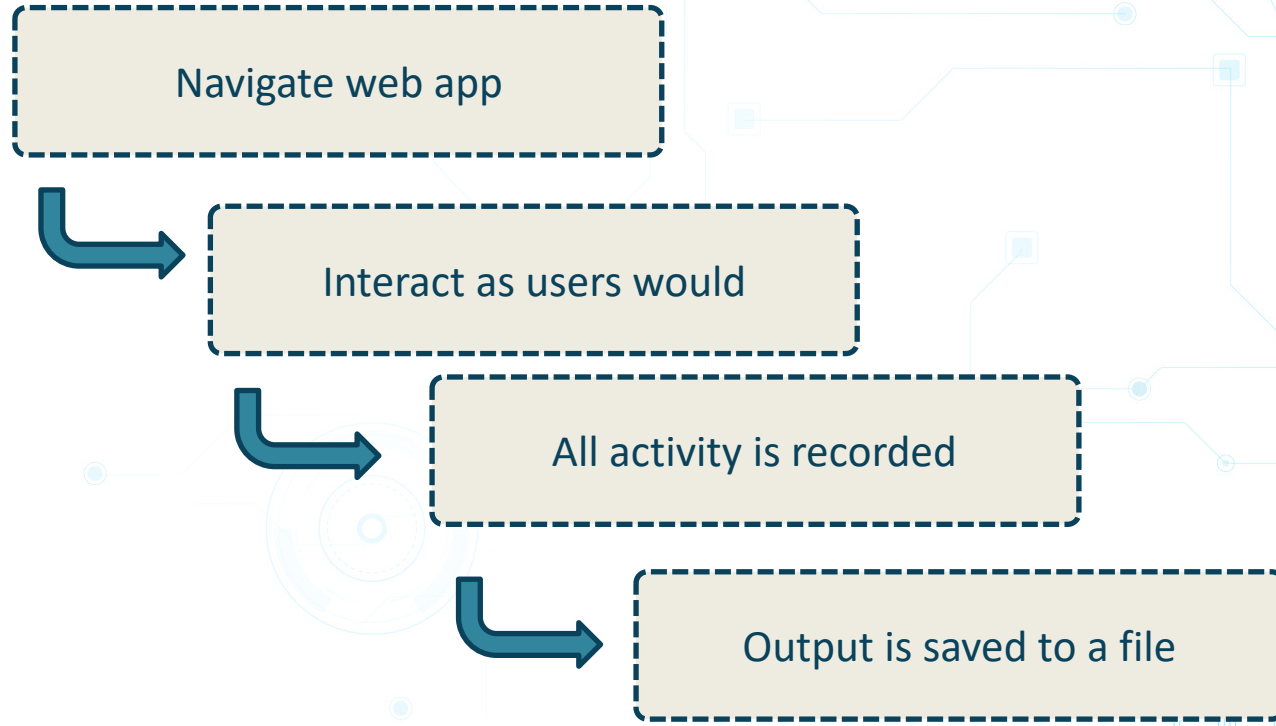 Navigate web app
Interact as users would
All activity is recorded
Output is saved to a file